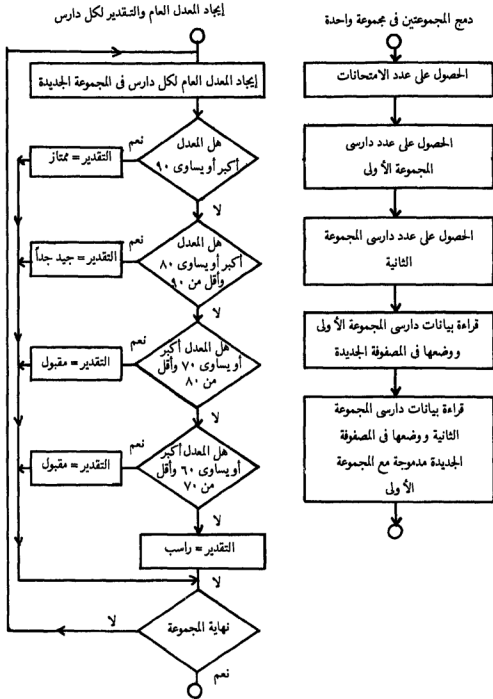 دمج المجموعتين فى مجموعة واحدة
الحصول على عدد الامتحانات
الحصول على عدد دارسى
المجموعة الأولى
الحصول على عدد دارسى المجموعة
الثانية
قراءة بيانات دارسى المجموعة الأولى
ووضعها فى المصفوفة الجديدة
قراءة بيانات دارسى المجموعة
الثانية ووضعها فى المصفوفة
الجديدة مدموجة مع المجموعة
الأولى
إيجاد المعدل العام والتقدير لكل دارس
إيجاد المعدل العام لكل دارس فى المجموعة الجديدة
هل المعدل
أكبر أو يساوى ٩٠
نعم
التقدير = ممتاز
لا
هل المعدل
أكبر أو يساوى ٨٠
وأقل من ٩٠
نعم
التقدير = جيد جداً
لا
هل المعدل أكبر
أو يساوى ٧٠ وأقل
من ٨٠
نعم
التقدير = مقبول
لا
هل المعدل أكبر
أو يساوى ٦٠ وأقل
من ٧٠
نعم
التقدير = مقبول
لا
التقدير = راسب
لا
نهاية المجموعة
لا
نعم